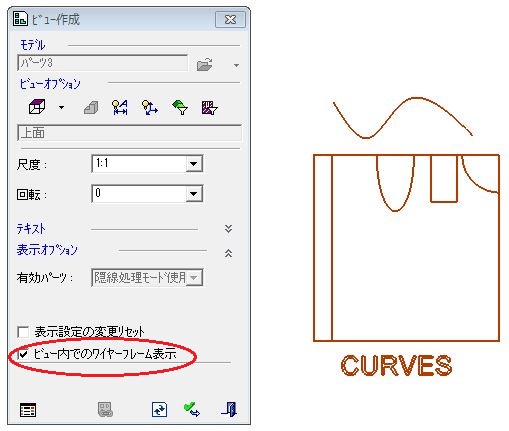 ビュー作成
モデル
パーツ3
ビューオプション
上面
尺度:
1:1
回転:
0
テキスト
表示オプション
有効パーツ:
隠線処理モード使用
表示設定の変更リセット
ビュー内でのワイヤーフレーム表示
CURVES